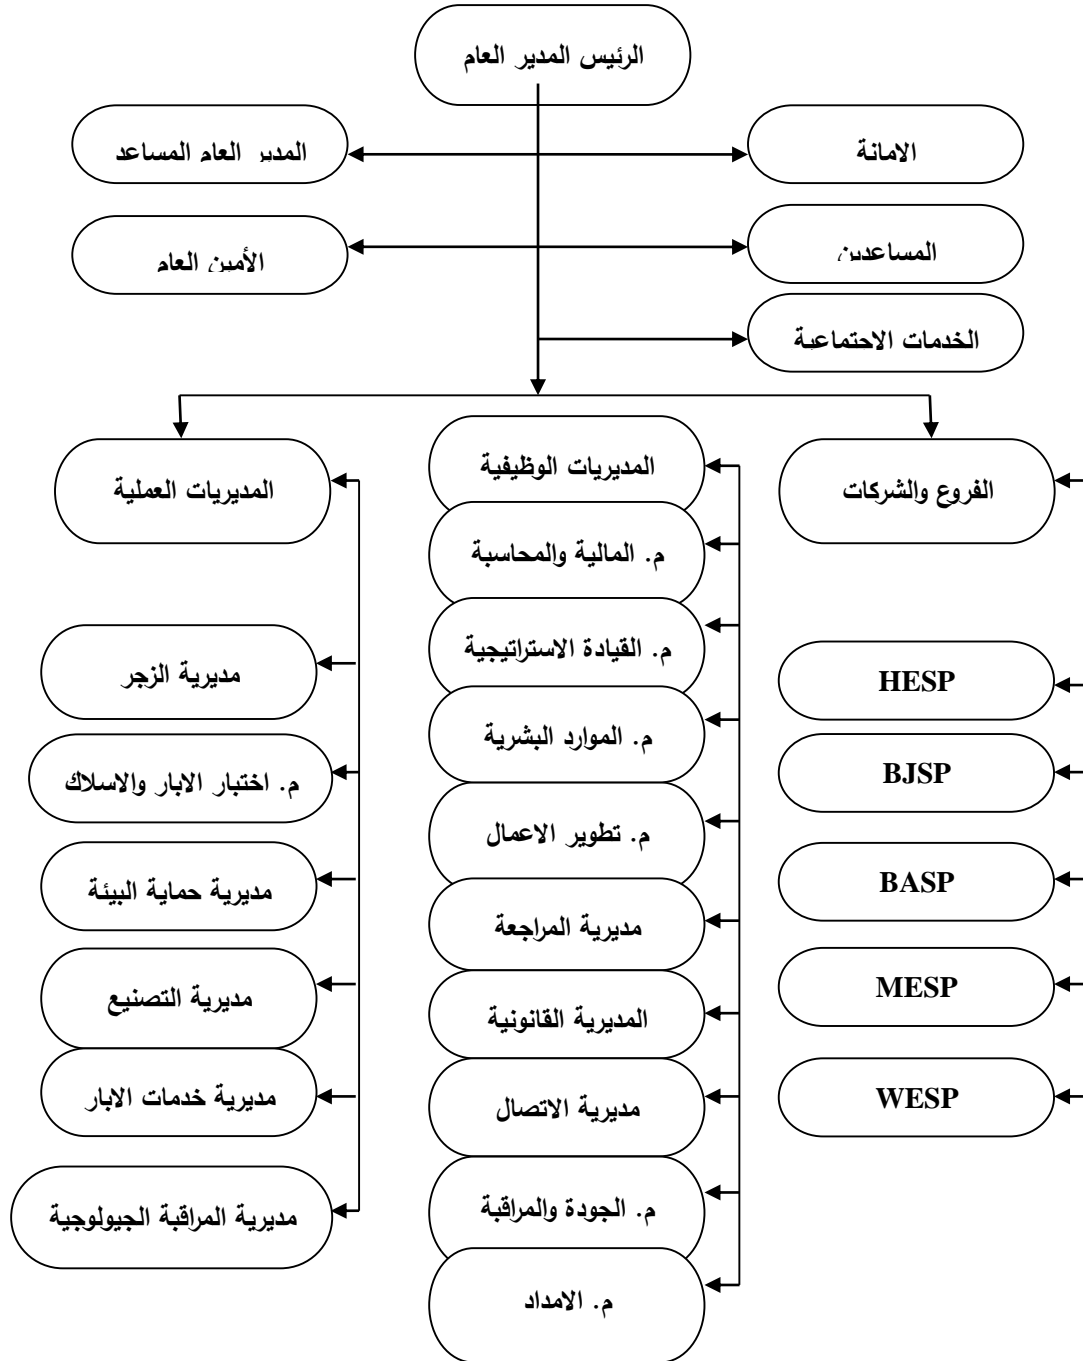 الرئيس المدير العام
الامانة
المدير العام المساعد
المساعدين
الأمين العام
الخدمات الاجتماعية
الفروع والشركات
HESP
BJSP
BASP
MESP
WESP
المديريات الوظيفية
م. المالية والمحاسبة
م. القيادة الاستراتيجية
م. الموارد البشرية
م. تطوير الاعمال
مديرية المراجعة
المديرية القانونية
مديرية الاتصال
م. الجودة والمراقبة
م. الامداد
المديريات العملية
مديرية الزجر
م. اختبار الابار والاسلاك
مديرية حماية البيئة
مديرية التصنيع
مديرية خدمات الابار
مديرية المراقبة الجيولوجية